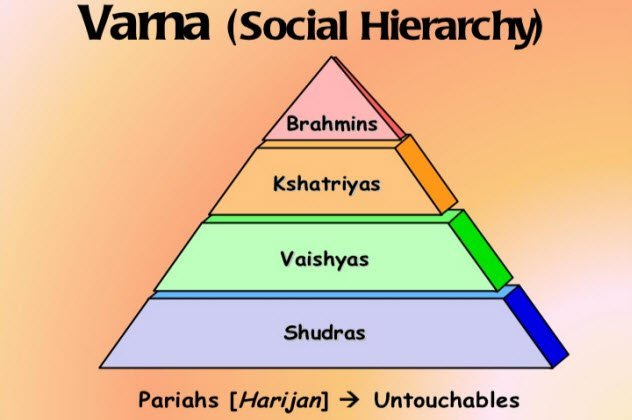 Varna (Social Hierarchy)
Brahmins
Kshatriyas
Vaishyas
Shudras
Pariahs [Harijan] → Untouchables